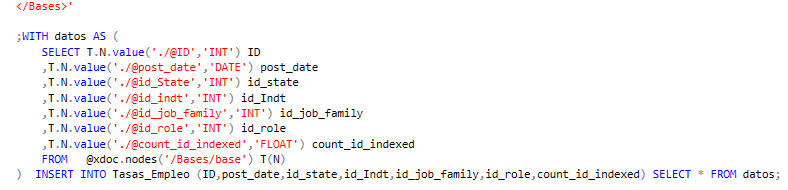 </Bases>'
;WITH datos AS (
SELECT T.N.value('./@ID','INT') ID
,T.N.value('./@post_date','DATE') post_date
,T.N.value('./@id_State','INT') id_state
,T.N.value('./@id_indt','INT') id_Indt
,T.N.value('./@id_job_family','INT') id_job_family
,T.N.value('./@id_role','INT') id_role
,T.N.value('./@count_id_indexed','FLOAT') count_id_indexed
FROM @xdoc.nodes('/Bases/base') T(N)
) INSERT INTO Tasas_Empleo (ID,post_date,id_state,id_Indt,id_job_family,id_role,count_id_indexed) SELECT * FROM datos;